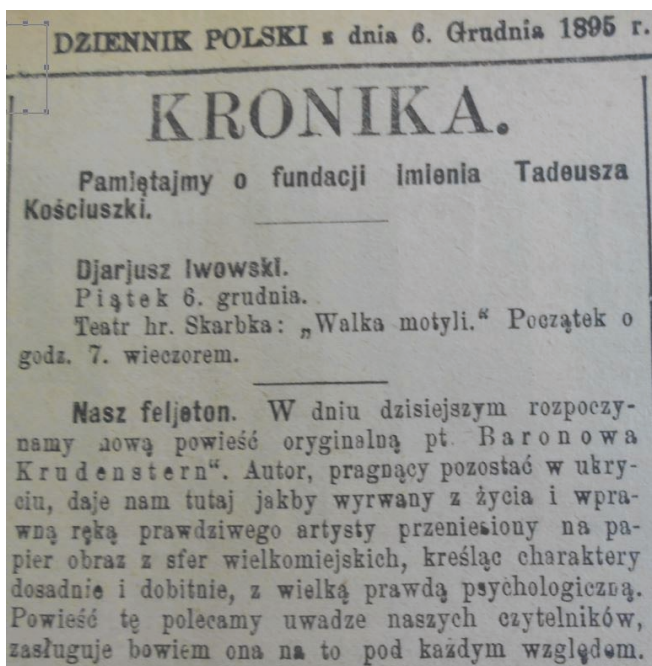 DZIENNIK POLSKI z dnia 6. Grudnia 1895 r.
KRONIKA.
Pamiętajmy o fundacji imienia Tadeusza
Kościuszki.
Djarjusz lwowski.
Piątek 6. grudnia.
Teatr hr. Skarbka: „Walka motyli.“ Początek o
godz. 7. wieczorem.
Nasz feljeton. W dniu dzisiejszym rozpoczy-
namy nową powieść oryginalną pt. Baronowa
Krudenstern“. Autor, pragnący pozostać w ukry-
ciu, daje nam tutaj jakby wyrwany z życia i wpra-
wną ręką prawdziwego artysty przeniesiony na pa-
pier obraz z sfer wielkomiejskich, kreśląc charaktery
dosadnie i dobitnie, z wielką prawdą psychologiczną.
Powieść tę polecamy uwadze naszych czytelników,
zasługuje bowiem ona na to pod każdym względom.